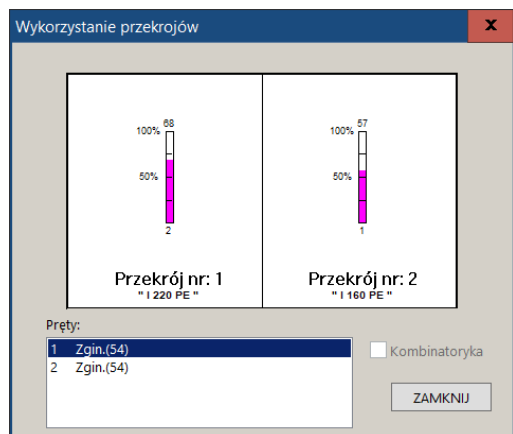 Wykorzystanie przekrojów
x
68
100%
50%
2
Przekrój nr: 1
" I 220 PE "
57
100%
50%
1
Przekrój nr: 2
" I 160 PE "
Pręty:
1 Zgin.(54)
2 Zgin.(54)
Kombinatoryka
ZAMKNIJ